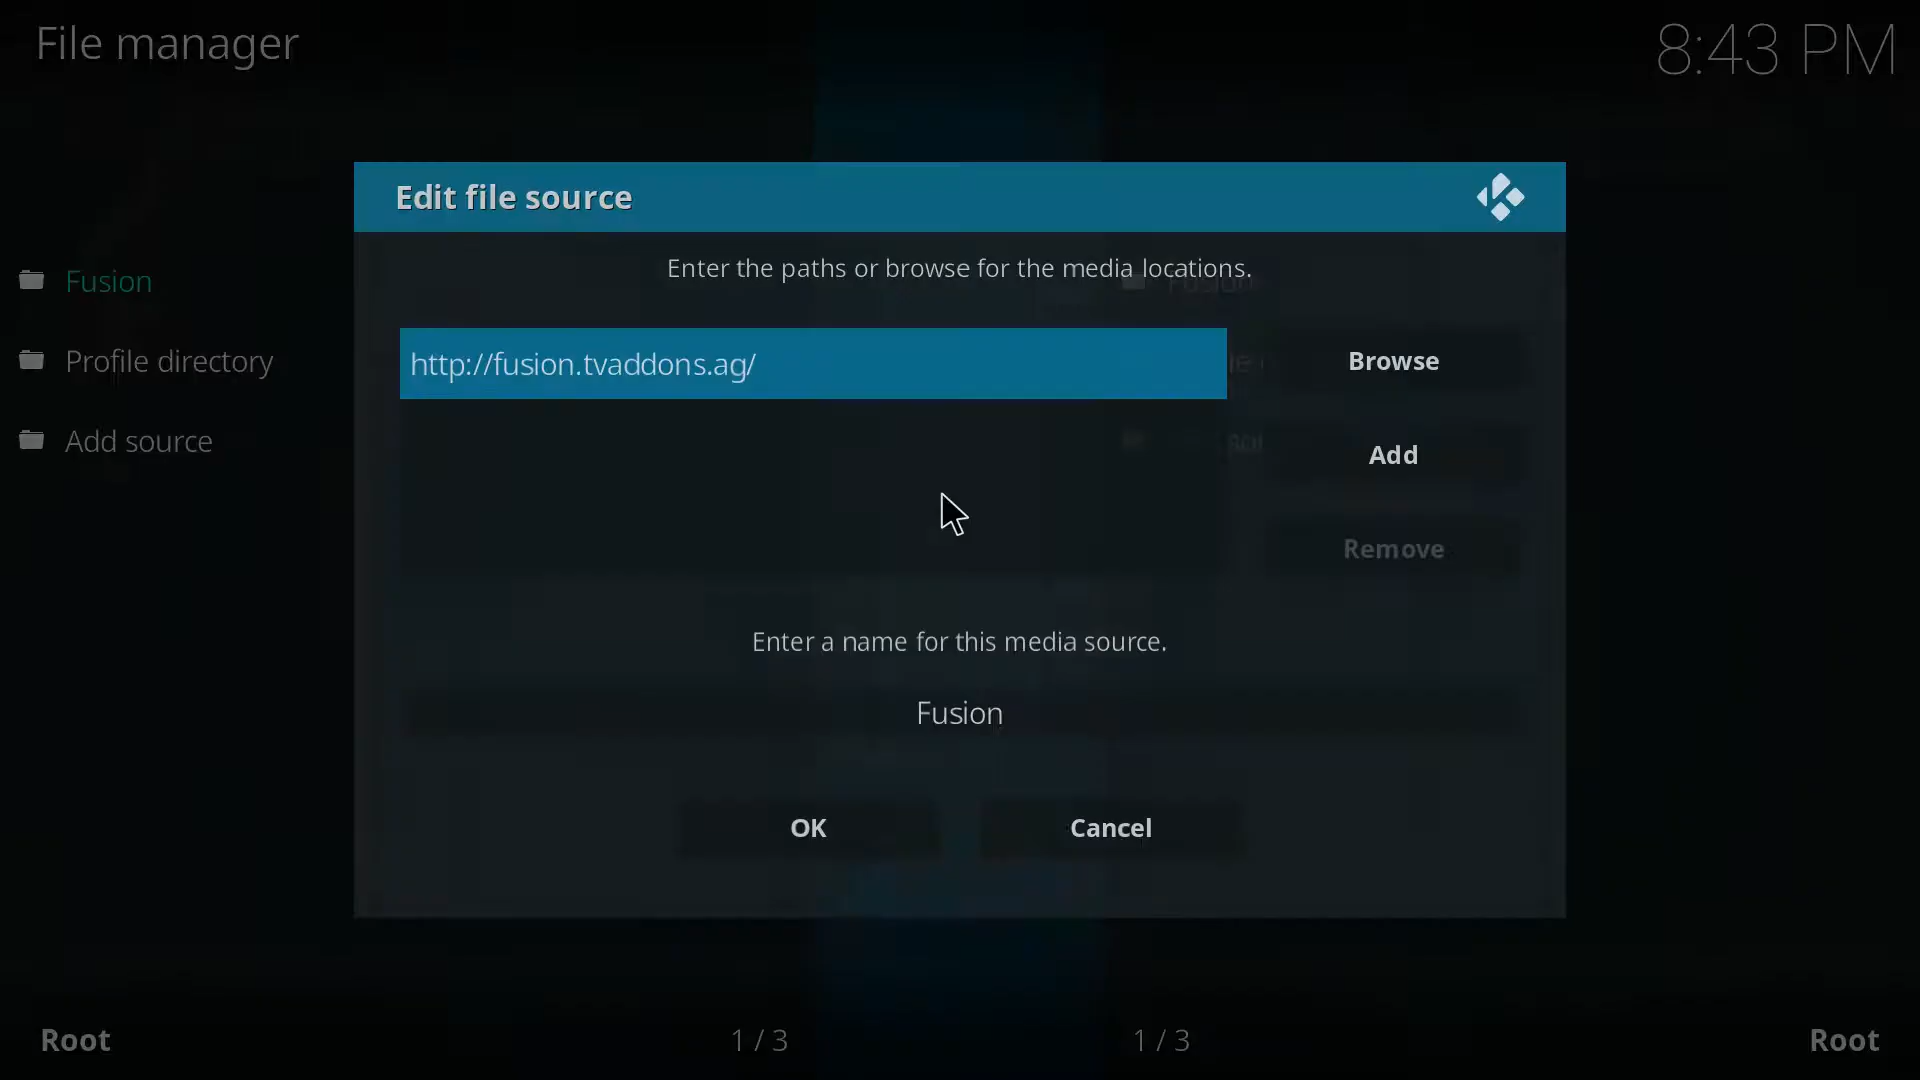 File manager
8:43 PM
Edit file source
Enter the paths or browse for the media locations.
Fusion
Fusion
http://fusion.tvaddons.ag/
Browse
Profile directory
Add
Add source
Remove
Enter a name for this media source.
Fusion
OK
Cancel
Root
1 / 3
1 / 3
Root